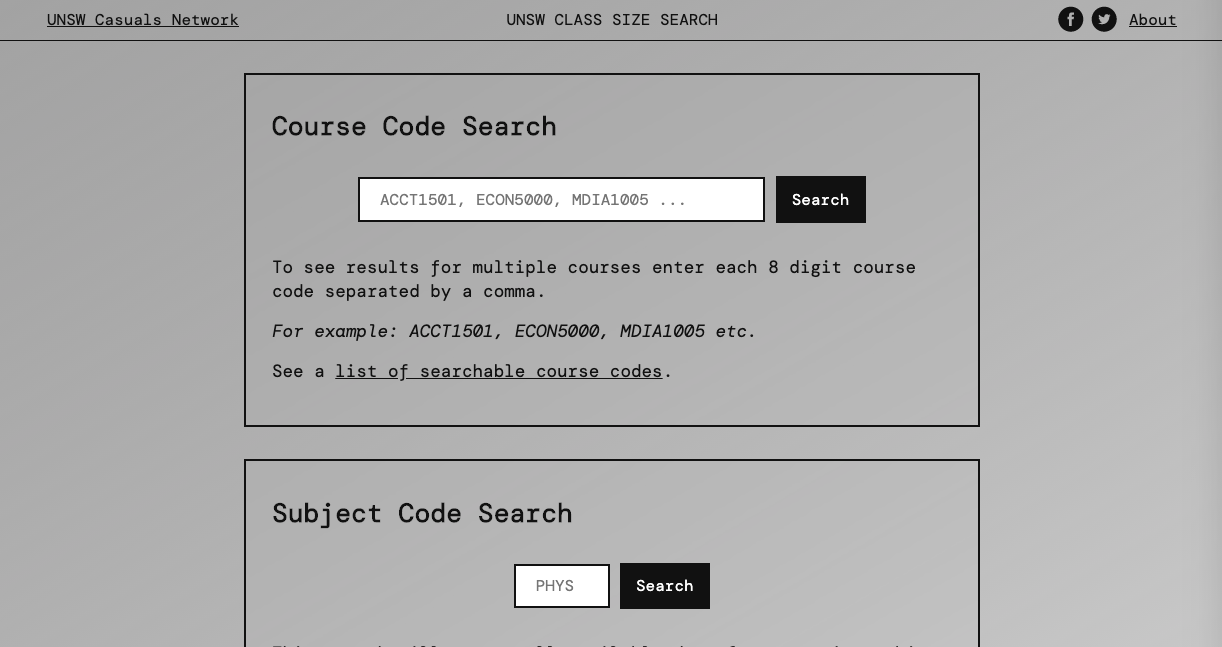 UNSW Casuals Network
UNSW CLASS SIZE SEARCH
About
Course Code Search
ACCT1501, ECON5000, MDIA1005 ...
Search
To see results for multiple courses enter each 8 digit course
code separated by a comma.
For example: ACCT1501, ECON5000, MDIA1005 etc.
See a list of searchable course codes.
Subject Code Search
PHYS
Search